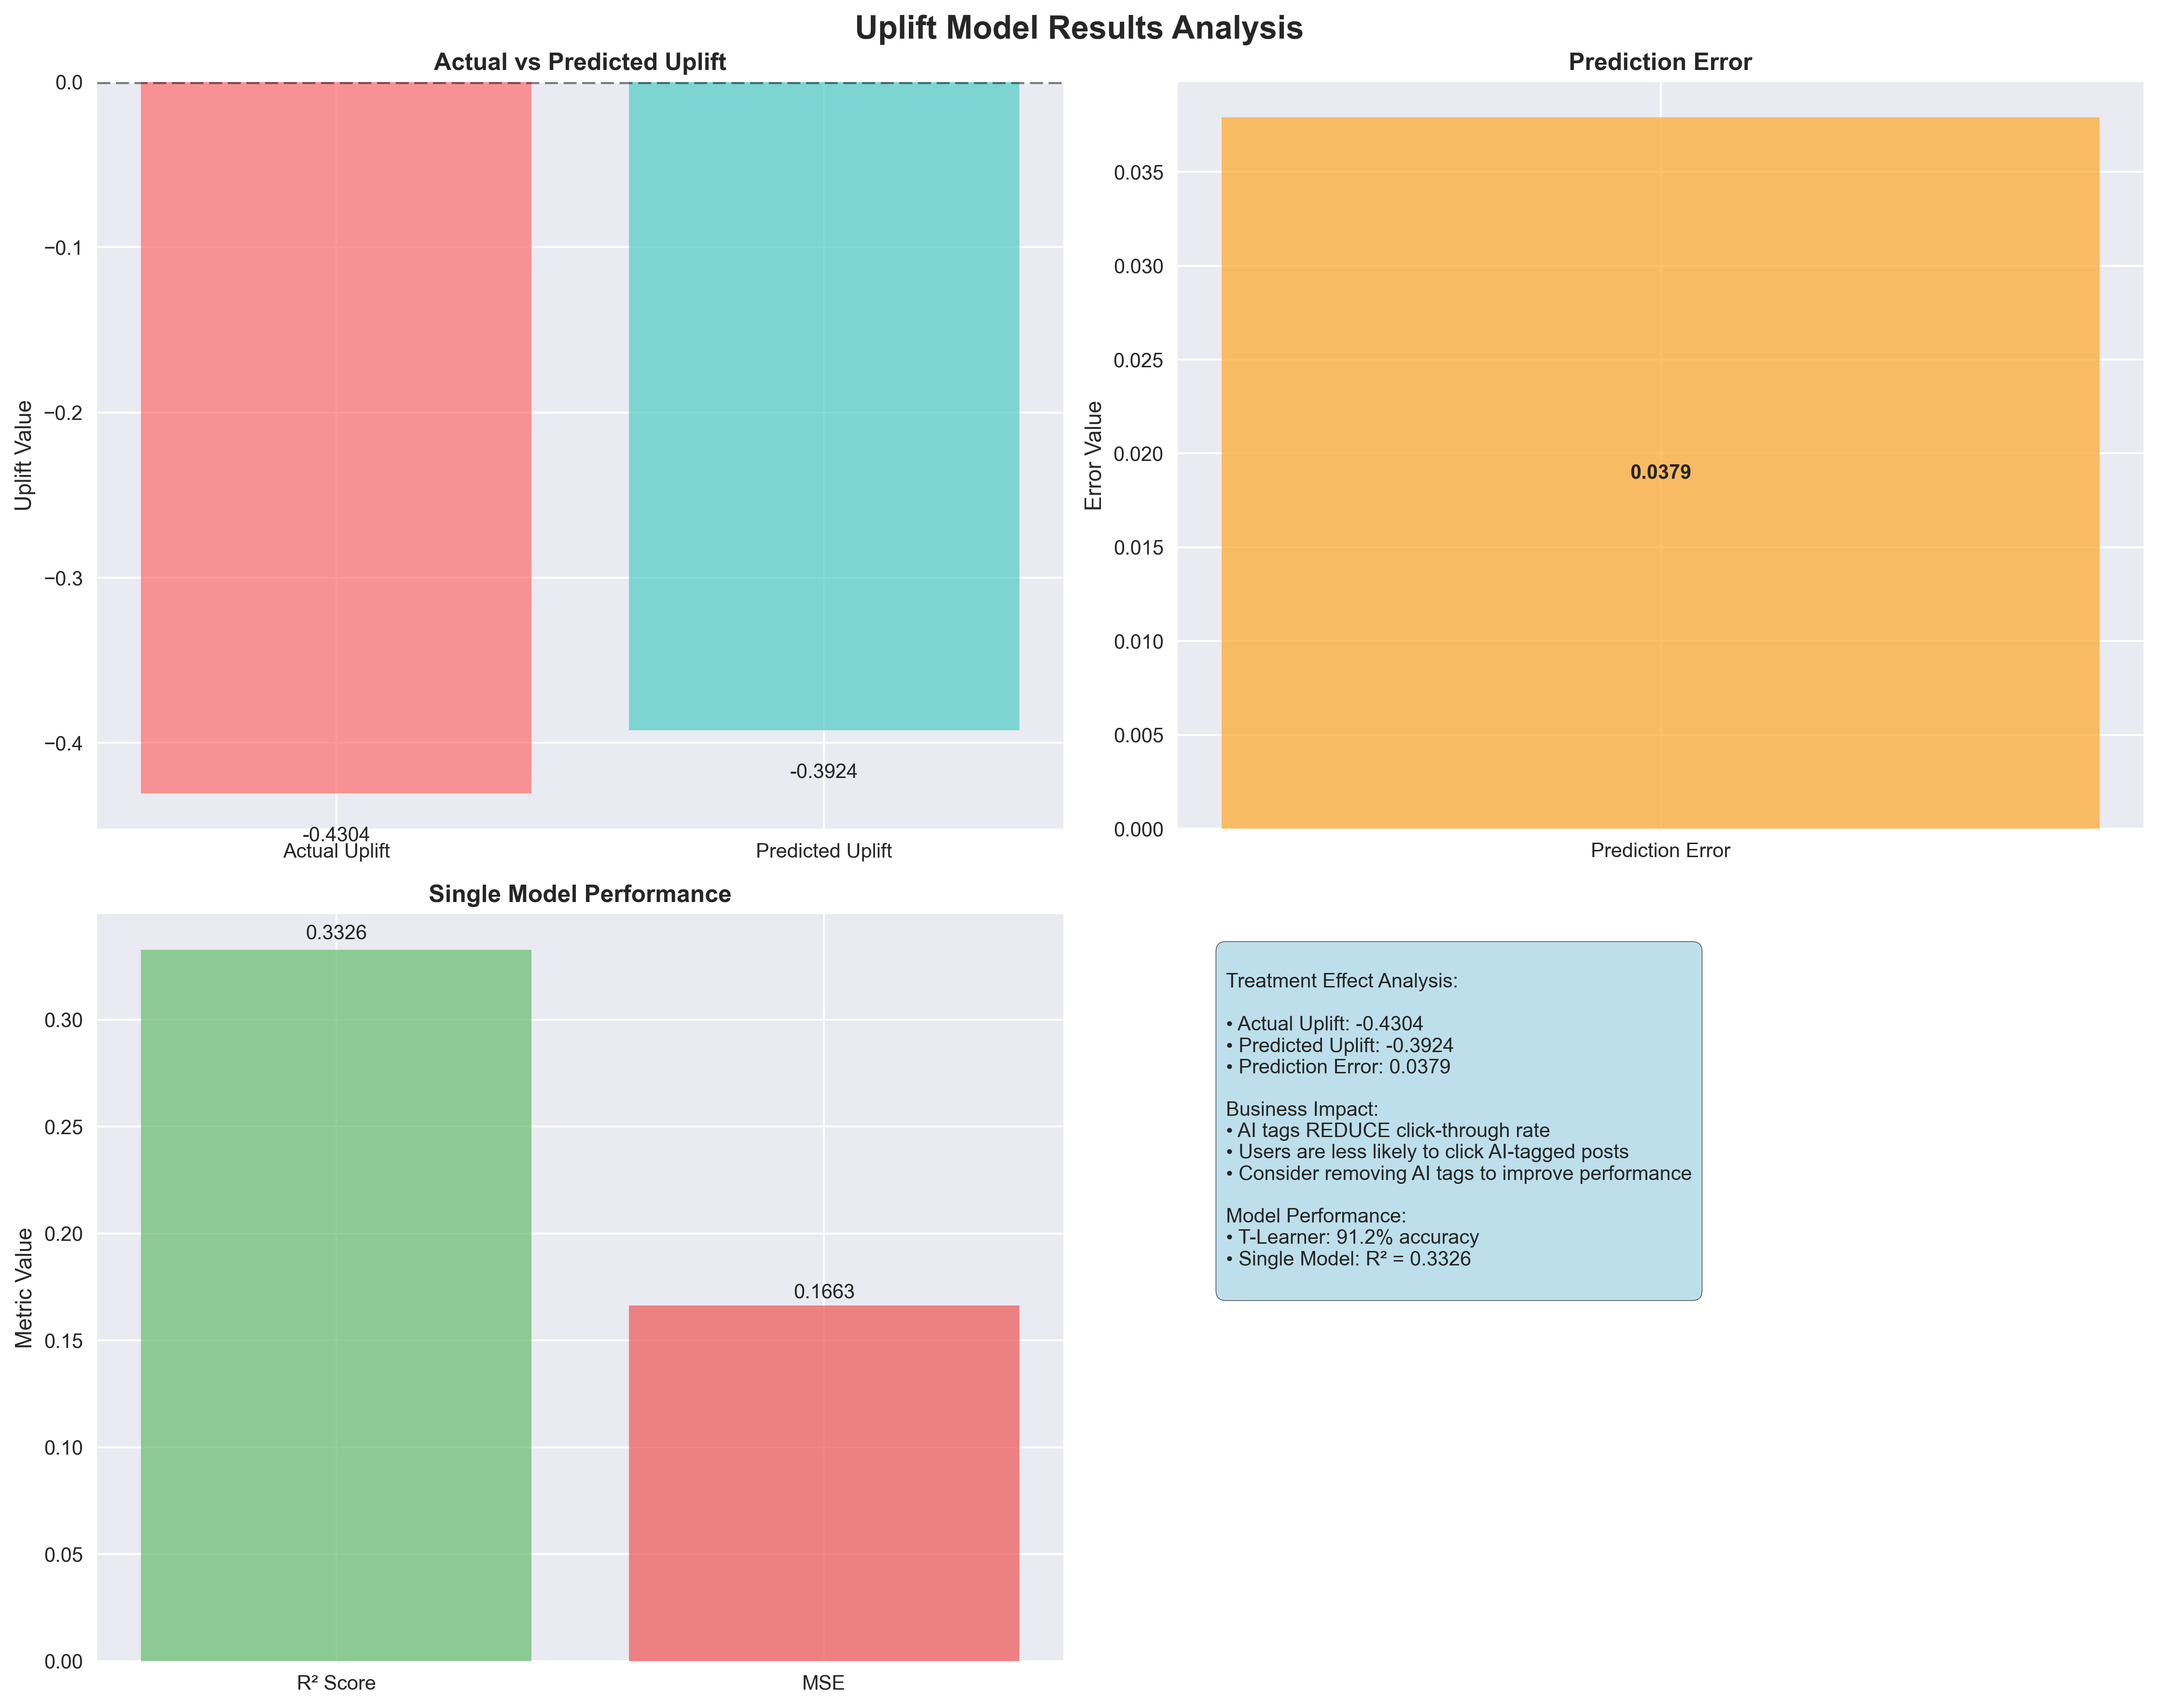 Uplift Model Results Analysis
Actual vs Predicted Uplift
Uplift Value
0.0
−0.1
−0.2
−0.3
−0.4
-0.4304
-0.3924
Actual Uplift
Predicted Uplift
Prediction Error
Error Value
0.035
0.030
0.025
0.020
0.015
0.010
0.005
0.000
0.0379
Prediction Error
Single Model Performance
Metric Value
0.30
0.25
0.20
0.15
0.10
0.05
0.00
0.3326
0.1663
R² Score
MSE
Treatment Effect Analysis:
• Actual Uplift: -0.4304
• Predicted Uplift: -0.3924
• Prediction Error: 0.0379
Business Impact:
• AI tags REDUCE click-through rate
• Users are less likely to click AI-tagged posts
• Consider removing AI tags to improve performance
Model Performance:
• T-Learner: 91.2% accuracy
• Single Model: R² = 0.3326